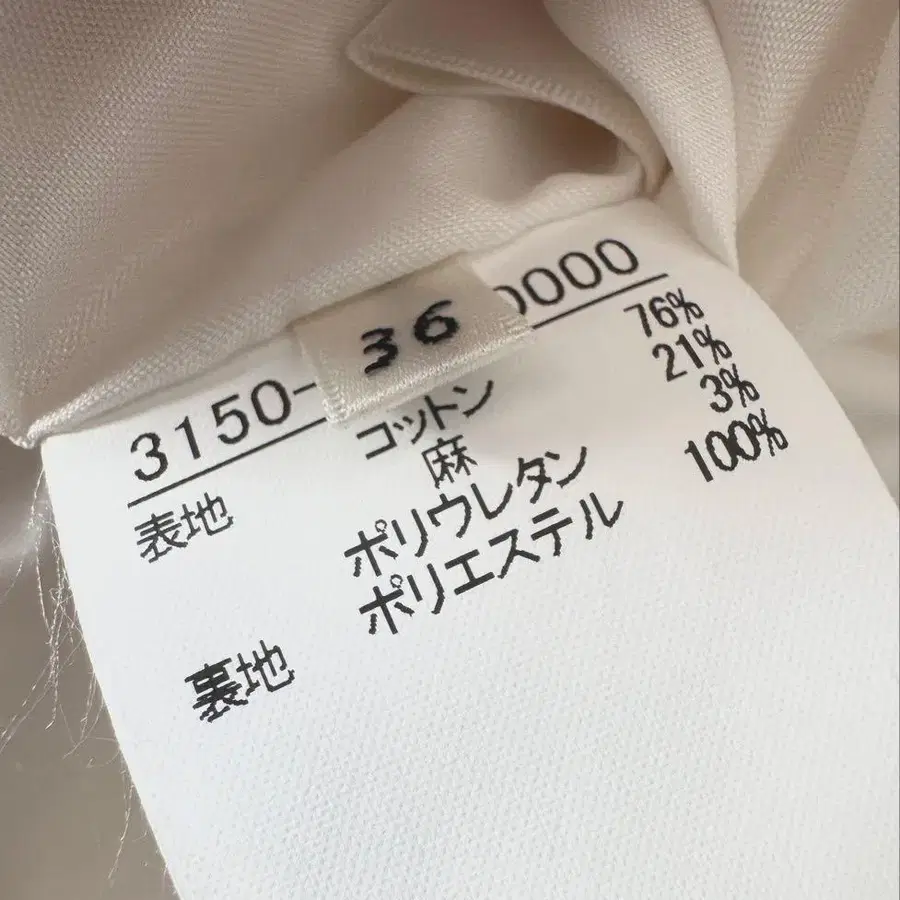 36
3150- 0000
表地 コットン 76%
麻 21%
ポリウレタン 3%
裏地 ポリエステル 100%